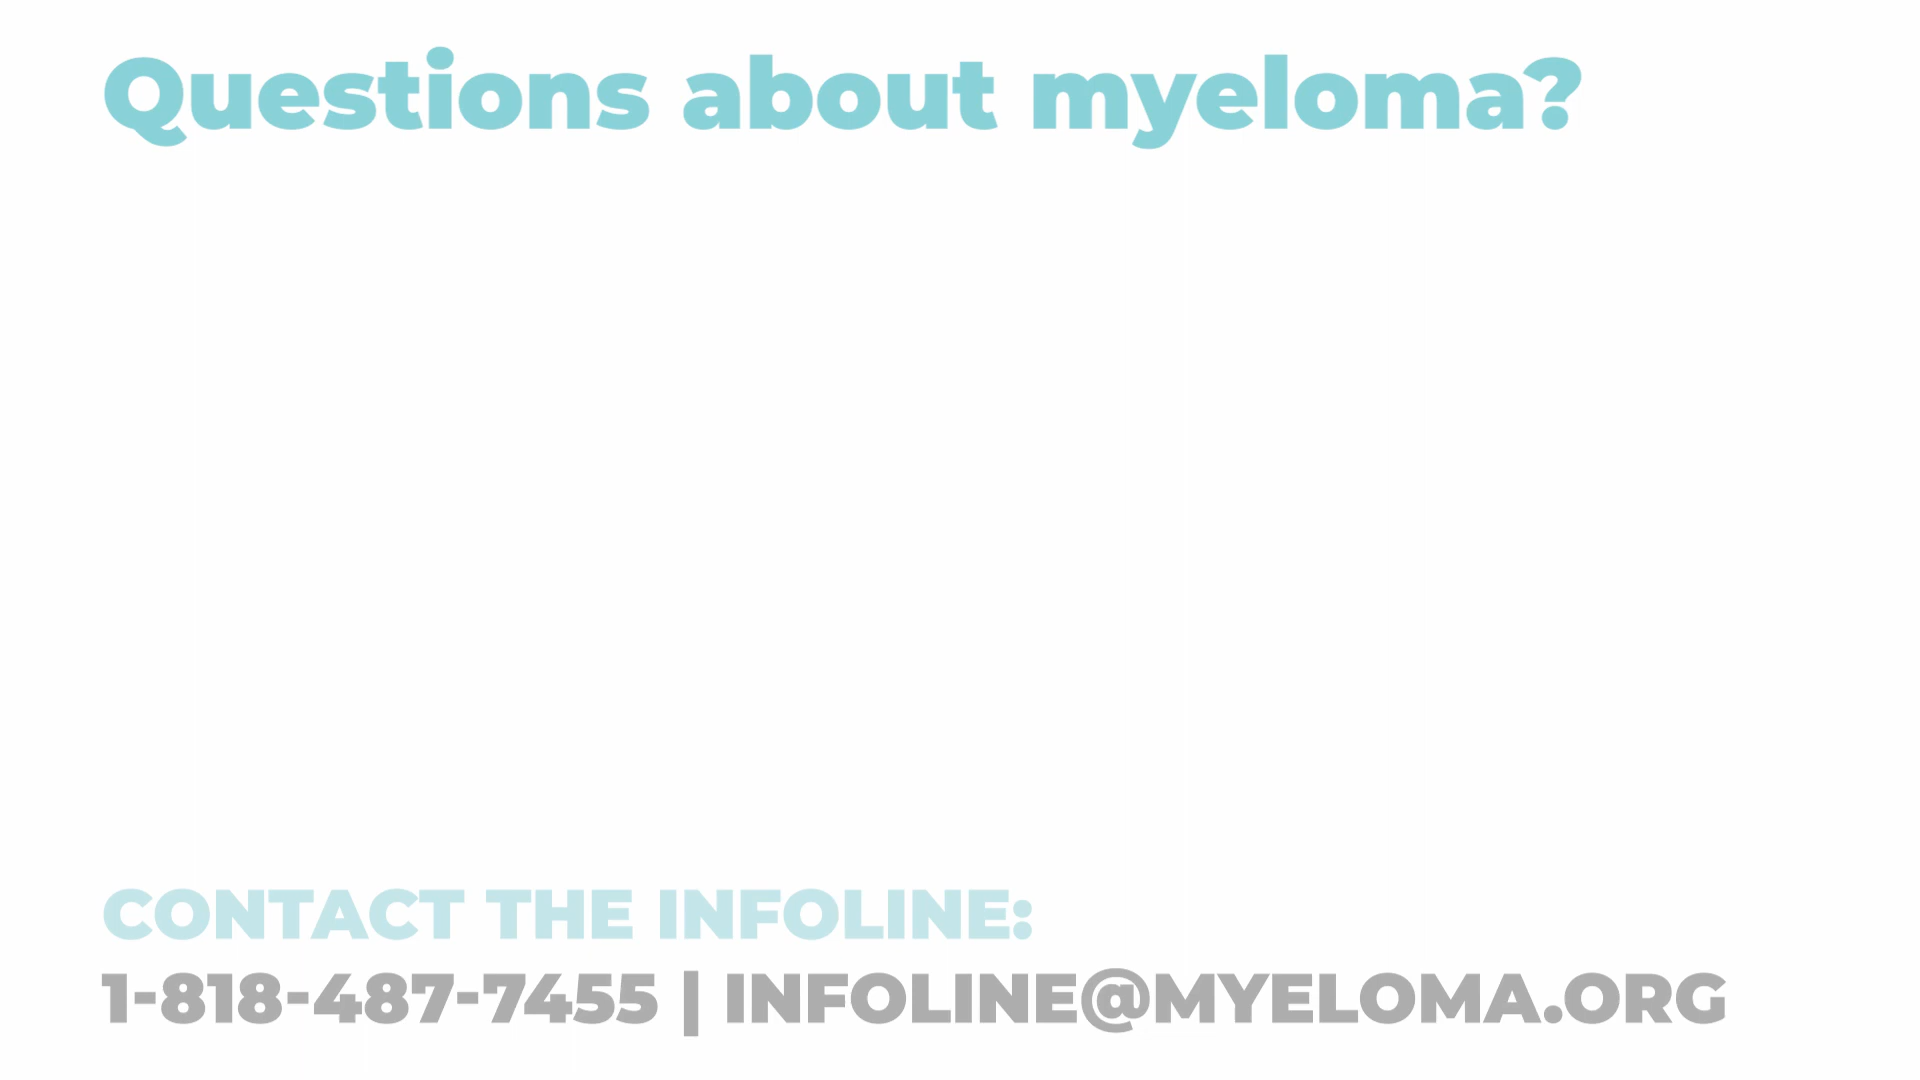 Questions about myeloma?
CONTACT THE INFOLINE:
1-818-487-7455 | INFOLINE@MYELOMA.ORG